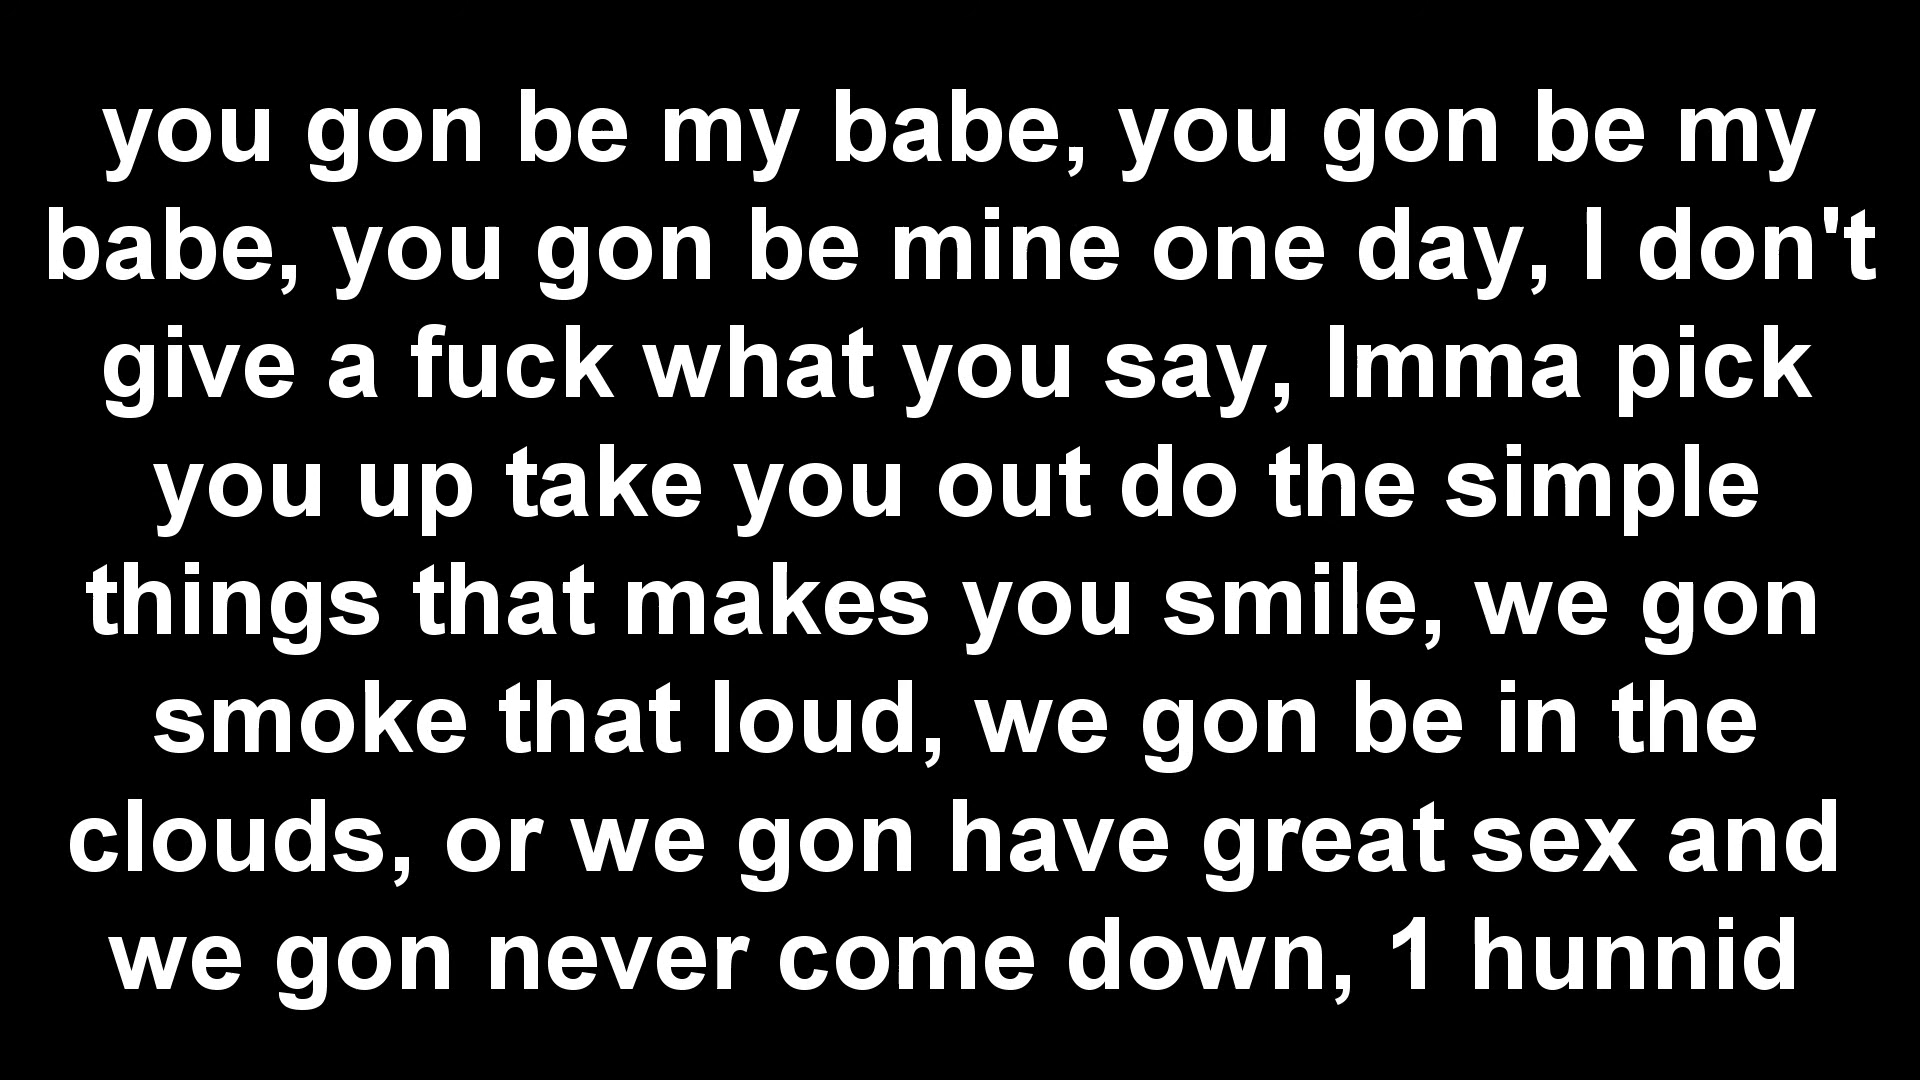 you gon be my babe, you gon be my
babe, you gon be mine one day, I don't
give a fuck what you say, Imma pick
you up take you out do the simple
things that makes you smile, we gon
smoke that loud, we gon be in the
clouds, or we gon have great sex and
we gon never come down, 1 hunnid